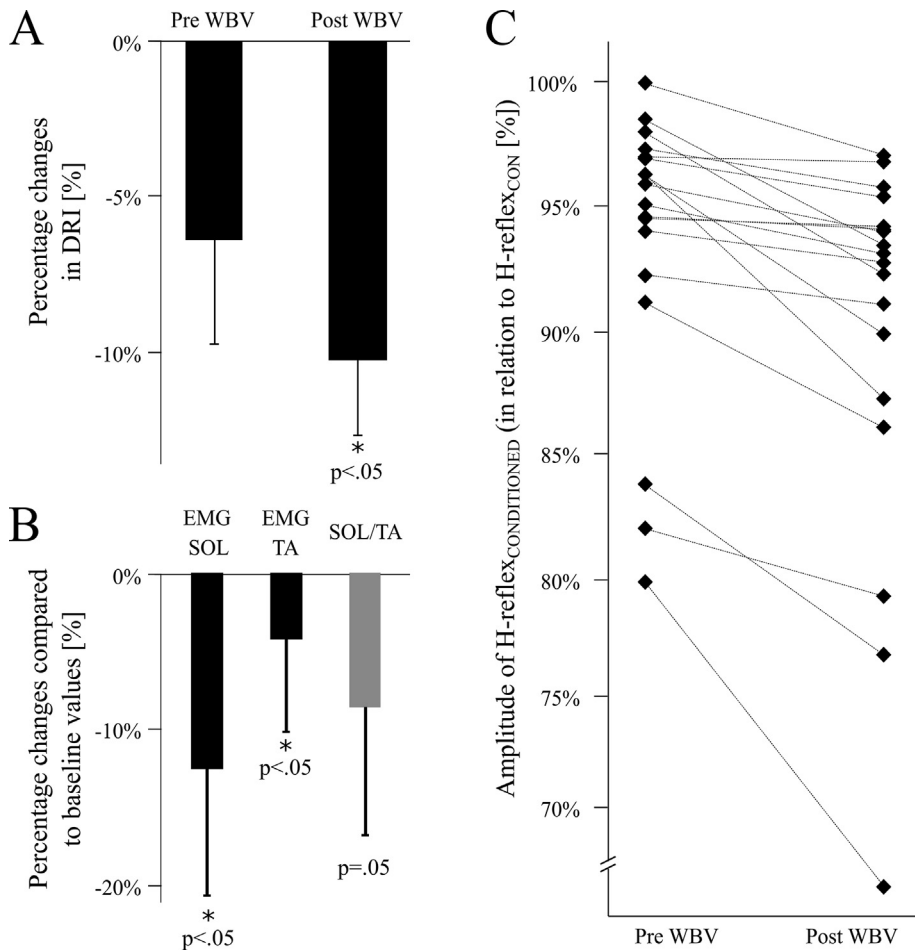 A
Pre WBV
Post WBV
0%
-5%
-10%
Percentage changes
in DRI [%]
*
p<.05
B
EMG
SOL
EMG
TA
SOL/TA
0%
-10%
-20%
Percentage changes compared
to baseline values [%]
*
p<.05
*
p<.05
p=.05
C
100%
95%
90%
85%
80%
75%
70%
Amplitude of H-reflexCONDITIONED (in relation to H-reflexCON [%])
Pre WBV
Post WBV